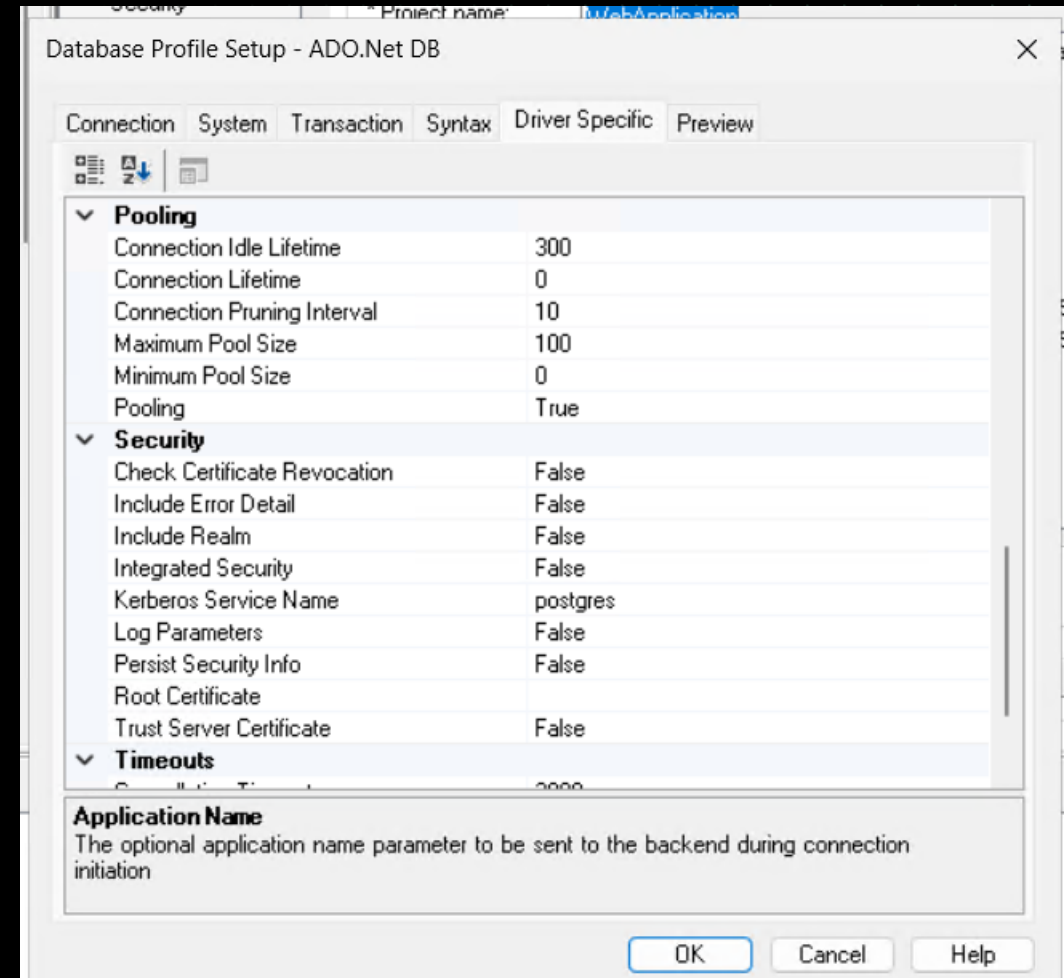 Security
* Project name: WebApplication
Database Profile Setup - ADO.Net DB
Connection System Transaction Syntax Driver Specific Preview
Pooling
Connection Idle Lifetime 300
Connection Lifetime 0
Connection Pruning Interval 10
Maximum Pool Size 100
Minimum Pool Size 0
Pooling True
Security
Check Certificate Revocation False
Include Error Detail False
Include Realm False
Integrated Security False
Kerberos Service Name postgres
Log Parameters False
Persist Security Info False
Root Certificate
Trust Server Certificate False
Timeouts
Application Name
The optional application name parameter to be sent to the backend during connection
initiation
OK Cancel Help